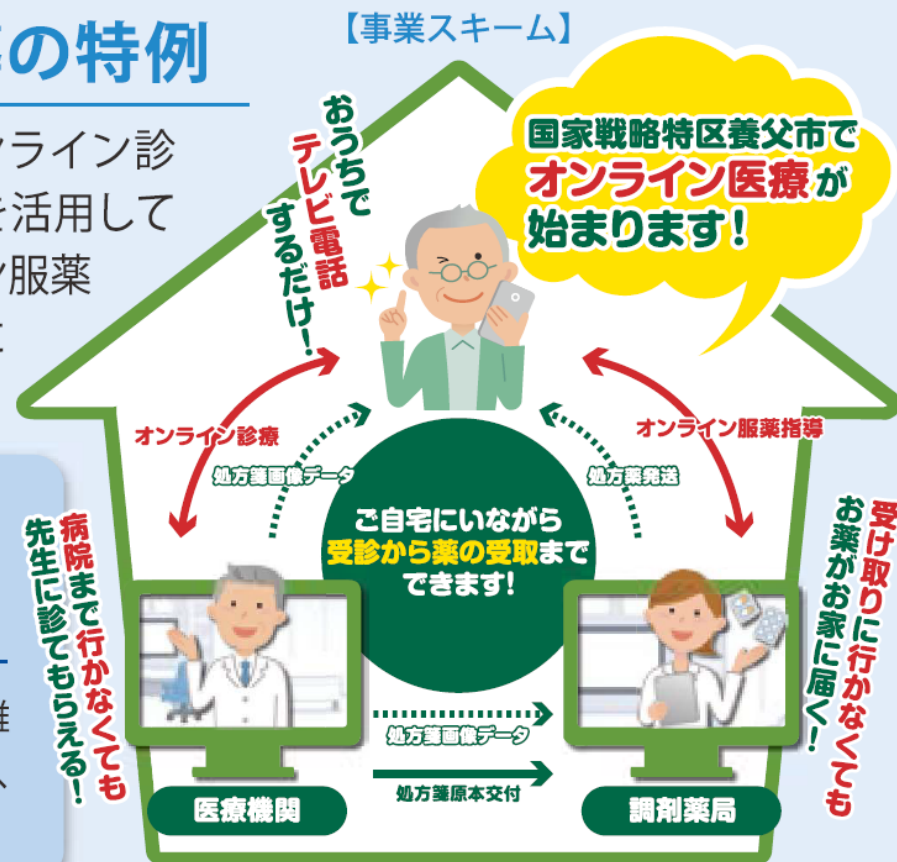 の特例
ンライン診
を活用して
ン服薬
【事業スキーム】
おうちで
テレビ電話
するだけ!
国家戦略特区養父市で
オンライン医療が
始まります!
オンライン診療
処方箋画像データ
オンライン服薬指導
処方薬発送
ご自宅にいながら
受診から薬の受取まで
できます!
病院まで行かなくても
先生に診てもらえる!
受け取りに行かなくても
お薬がお家に届く!
処方箋画像データ
処方箋原本交付
医療機関
調剤薬局